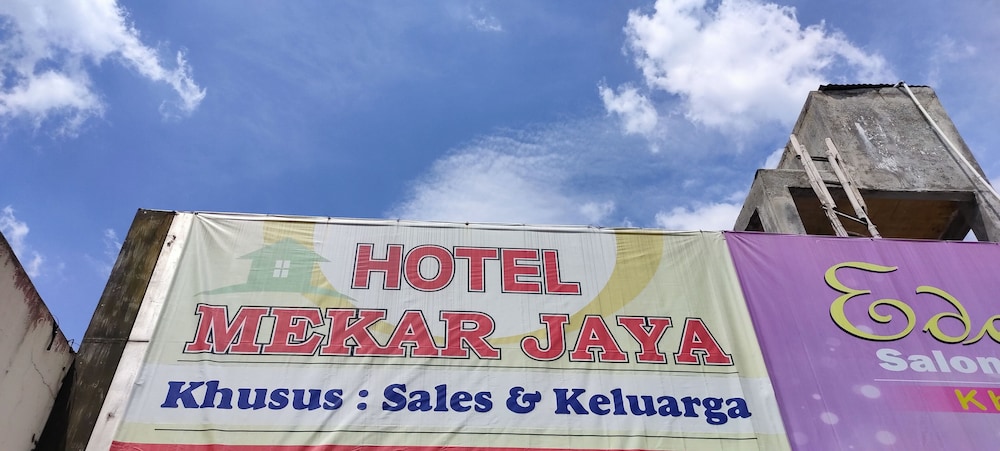 HOTEL
MEKAR JAYA
Khusus : Sales & Keluarga
Salon